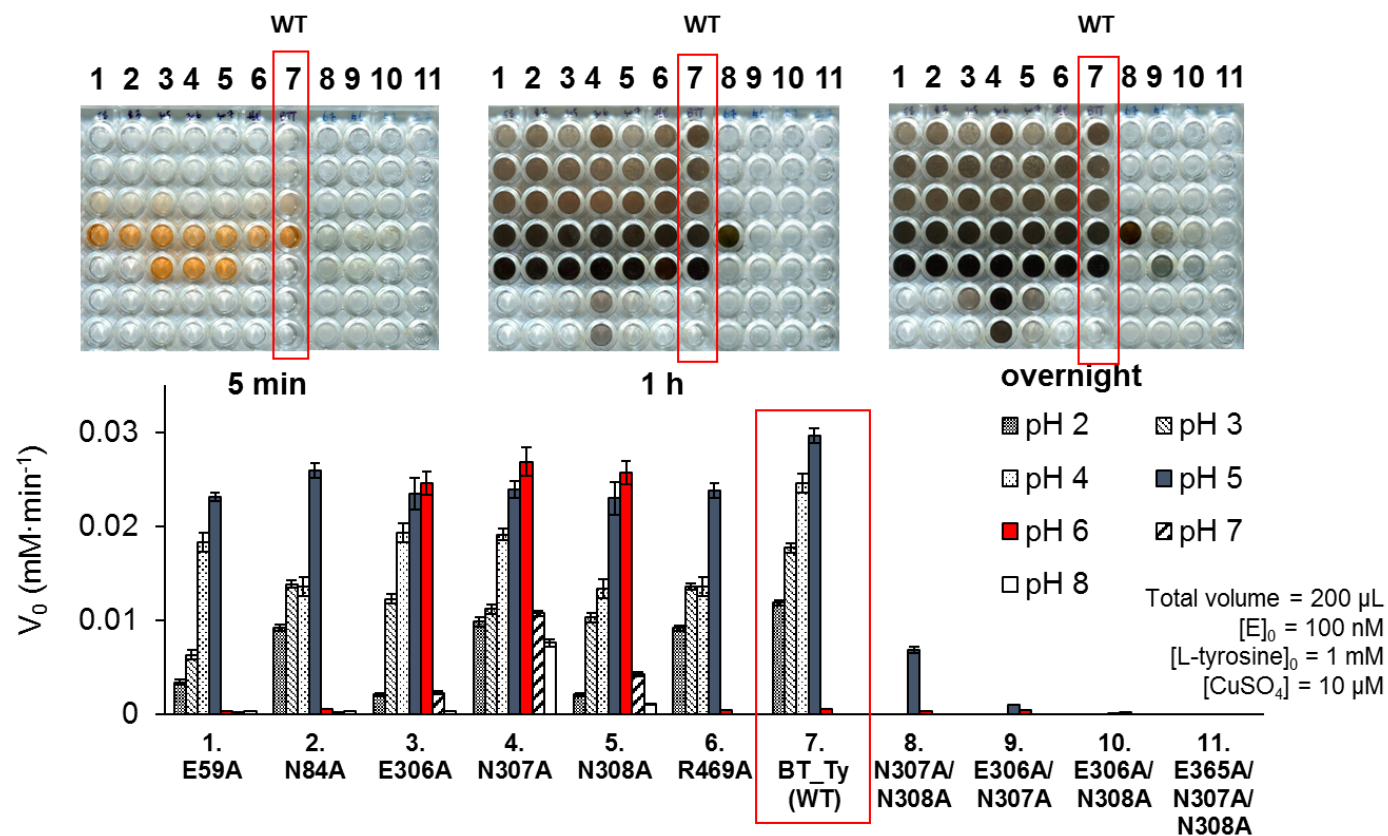 WT
WT
WT
1 2 3 4 5 6 7 8 9 10 11
1 2 3 4 5 6 7 8 9 10 11
1 2 3 4 5 6 7 8 9 10 11
5 min
1 h
overnight
pH 2
pH 3
pH 4
pH 5
pH 6
pH 7
pH 8
Total volume = 200 µL
[E]₀ = 100 nM
[L-tyrosine]₀ = 1 mM
[CuSO₄] = 10 µM
V₀ (mM·min⁻¹)
0.03
0.02
0.01
0
1. 2. 3. 4. 5. 6. 7. 8. 9. 10. 11.
E59A N84A E306A N307A N308A R469A BT_Ty N307A/ E306A/ E306A/ E365A/
(WT) N308A N307A N308A N307A/
N308A